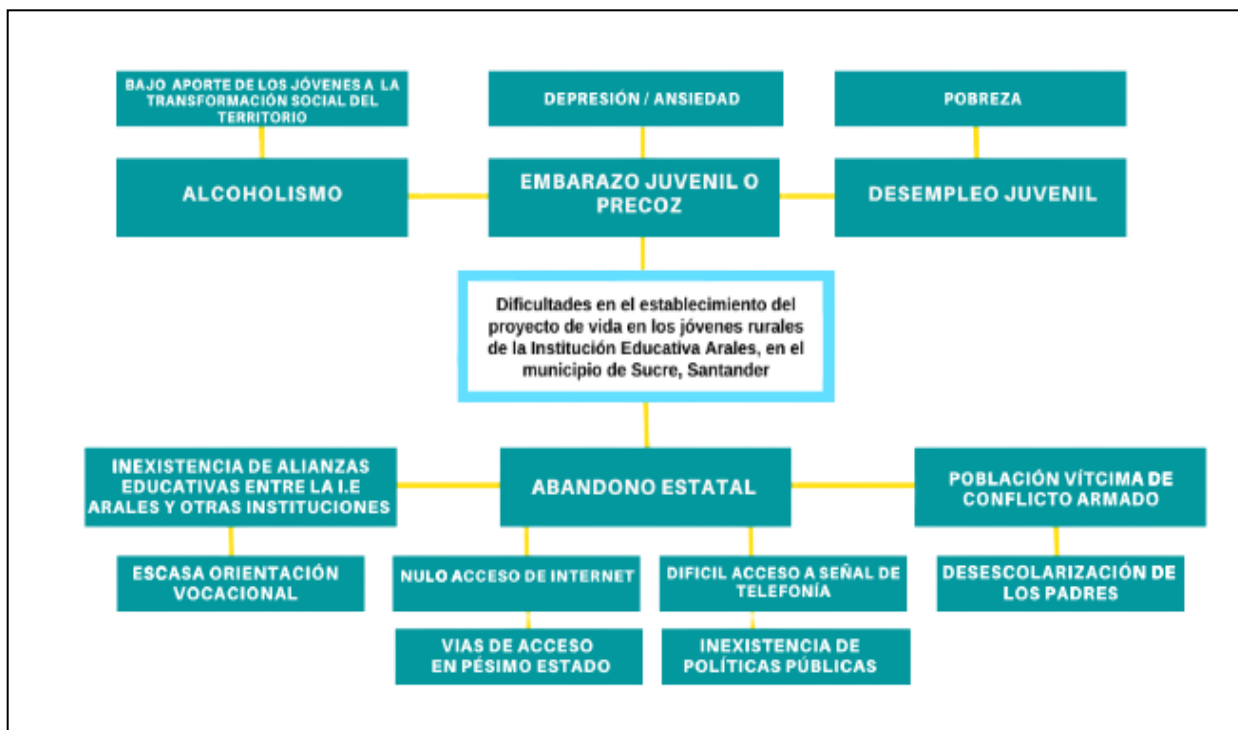 BAJO APORTE DE LOS JÓVENES A LA
TRANSFORMACIÓN SOCIAL DEL
TERRITORIO
DEPRESIÓN / ANSIEDAD
POBREZA
ALCOHOLISMO
EMBARAZO JUVENIL O
PRECOZ
DESEMPLEO JUVENIL
Dificultades en el establecimiento del
proyecto de vida en los jóvenes rurales
de la Institución Educativa Arales, en el
municipio de Sucre, Santander
INEXISTENCIA DE ALIANZAS
EDUCATIVAS ENTRE LA I.E
ARALES Y OTRAS INSTITUCIONES
ABANDONO ESTATAL
POBLACIÓN VÍTCIMA DE
CONFLICTO ARMADO
ESCASA ORIENTACIÓN
VOCACIONAL
NULO ACCESO DE INTERNET
DIFICIL ACCESO A SEÑAL DE
TELEFONÍA
DESESCOLARIZACIÓN DE
LOS PADRES
VIAS DE ACCESO
EN PÉSIMO ESTADO
INEXISTENCIA DE
POLÍTICAS PÚBLICAS